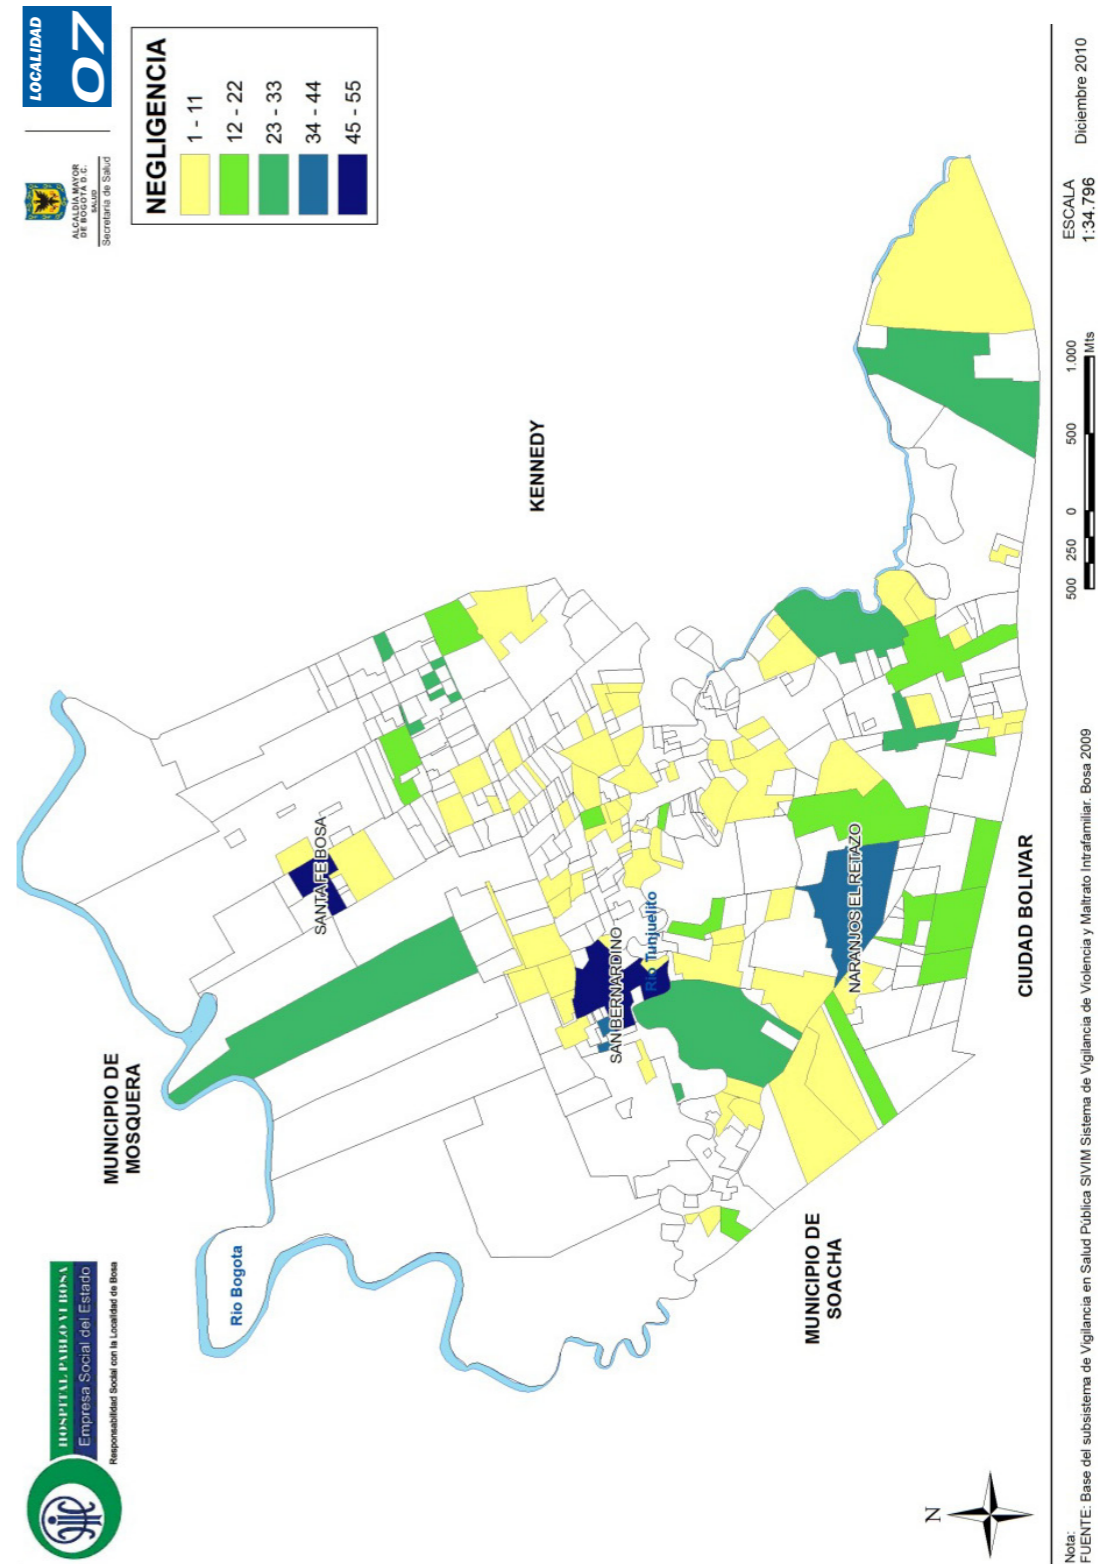 HOSPITAL PABLO VI BOSA
Empresa Social del Estado
Responsabilidad Social con la Localidad de Bosa
ALCALDIA MAYOR
DE BOGOTA D.C.
SALUD
Secretaría de Salud
LOCALIDAD
07
NEGLIGENCIA
1 - 11
12 - 22
23 - 33
34 - 44
45 - 55
MUNICIPIO DE
MOSQUERA
Rio Bogota
SANTA FE BOSA
KENNEDY
SAN BERNARDINO
Rio Tunjuelito
MUNICIPIO DE
SOACHA
NARANJOS EL RETAZO
CIUDAD BOLIVAR
N
500 250 0 500 1.000
Mts
ESCALA
1:34.796
Diciembre 2010
Nota:
FUENTE: Base del subsistema de Vigilancia en Salud Pública SIVIM Sistema de Vigilancia de Violencia y Maltrato Intrafamiliar. Bosa 2009